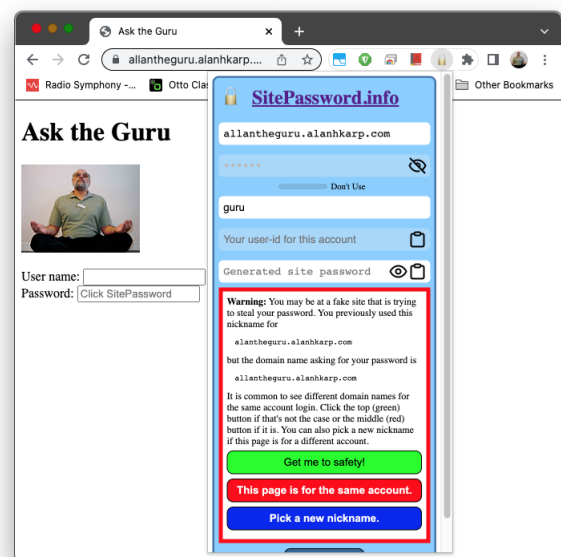 Ask the Guru
allantheguru.alanhkarp....
Radio Symphony -...
Otto Clas
Other Bookmarks
Ask the Guru
User name:
Password: Click SitePassword
SitePassword.info
allantheguru.alanhkarp.com
Don't Use
guru
Your user-id for this account
Generated site password
Warning: You may be at a fake site that is trying
to steal your password. You previously used this
nickname for
alantheguru.alanhkarp.com
but the domain name asking for your password is
allantheguru.alanhkarp.com
It is common to see different domain names for
the same account login. Click the top (green)
button if that's not the case or the middle (red)
button if it is. You can also pick a new nickname
if this page is for a different account.
Get me to safety!
This page is for the same account.
Pick a new nickname.